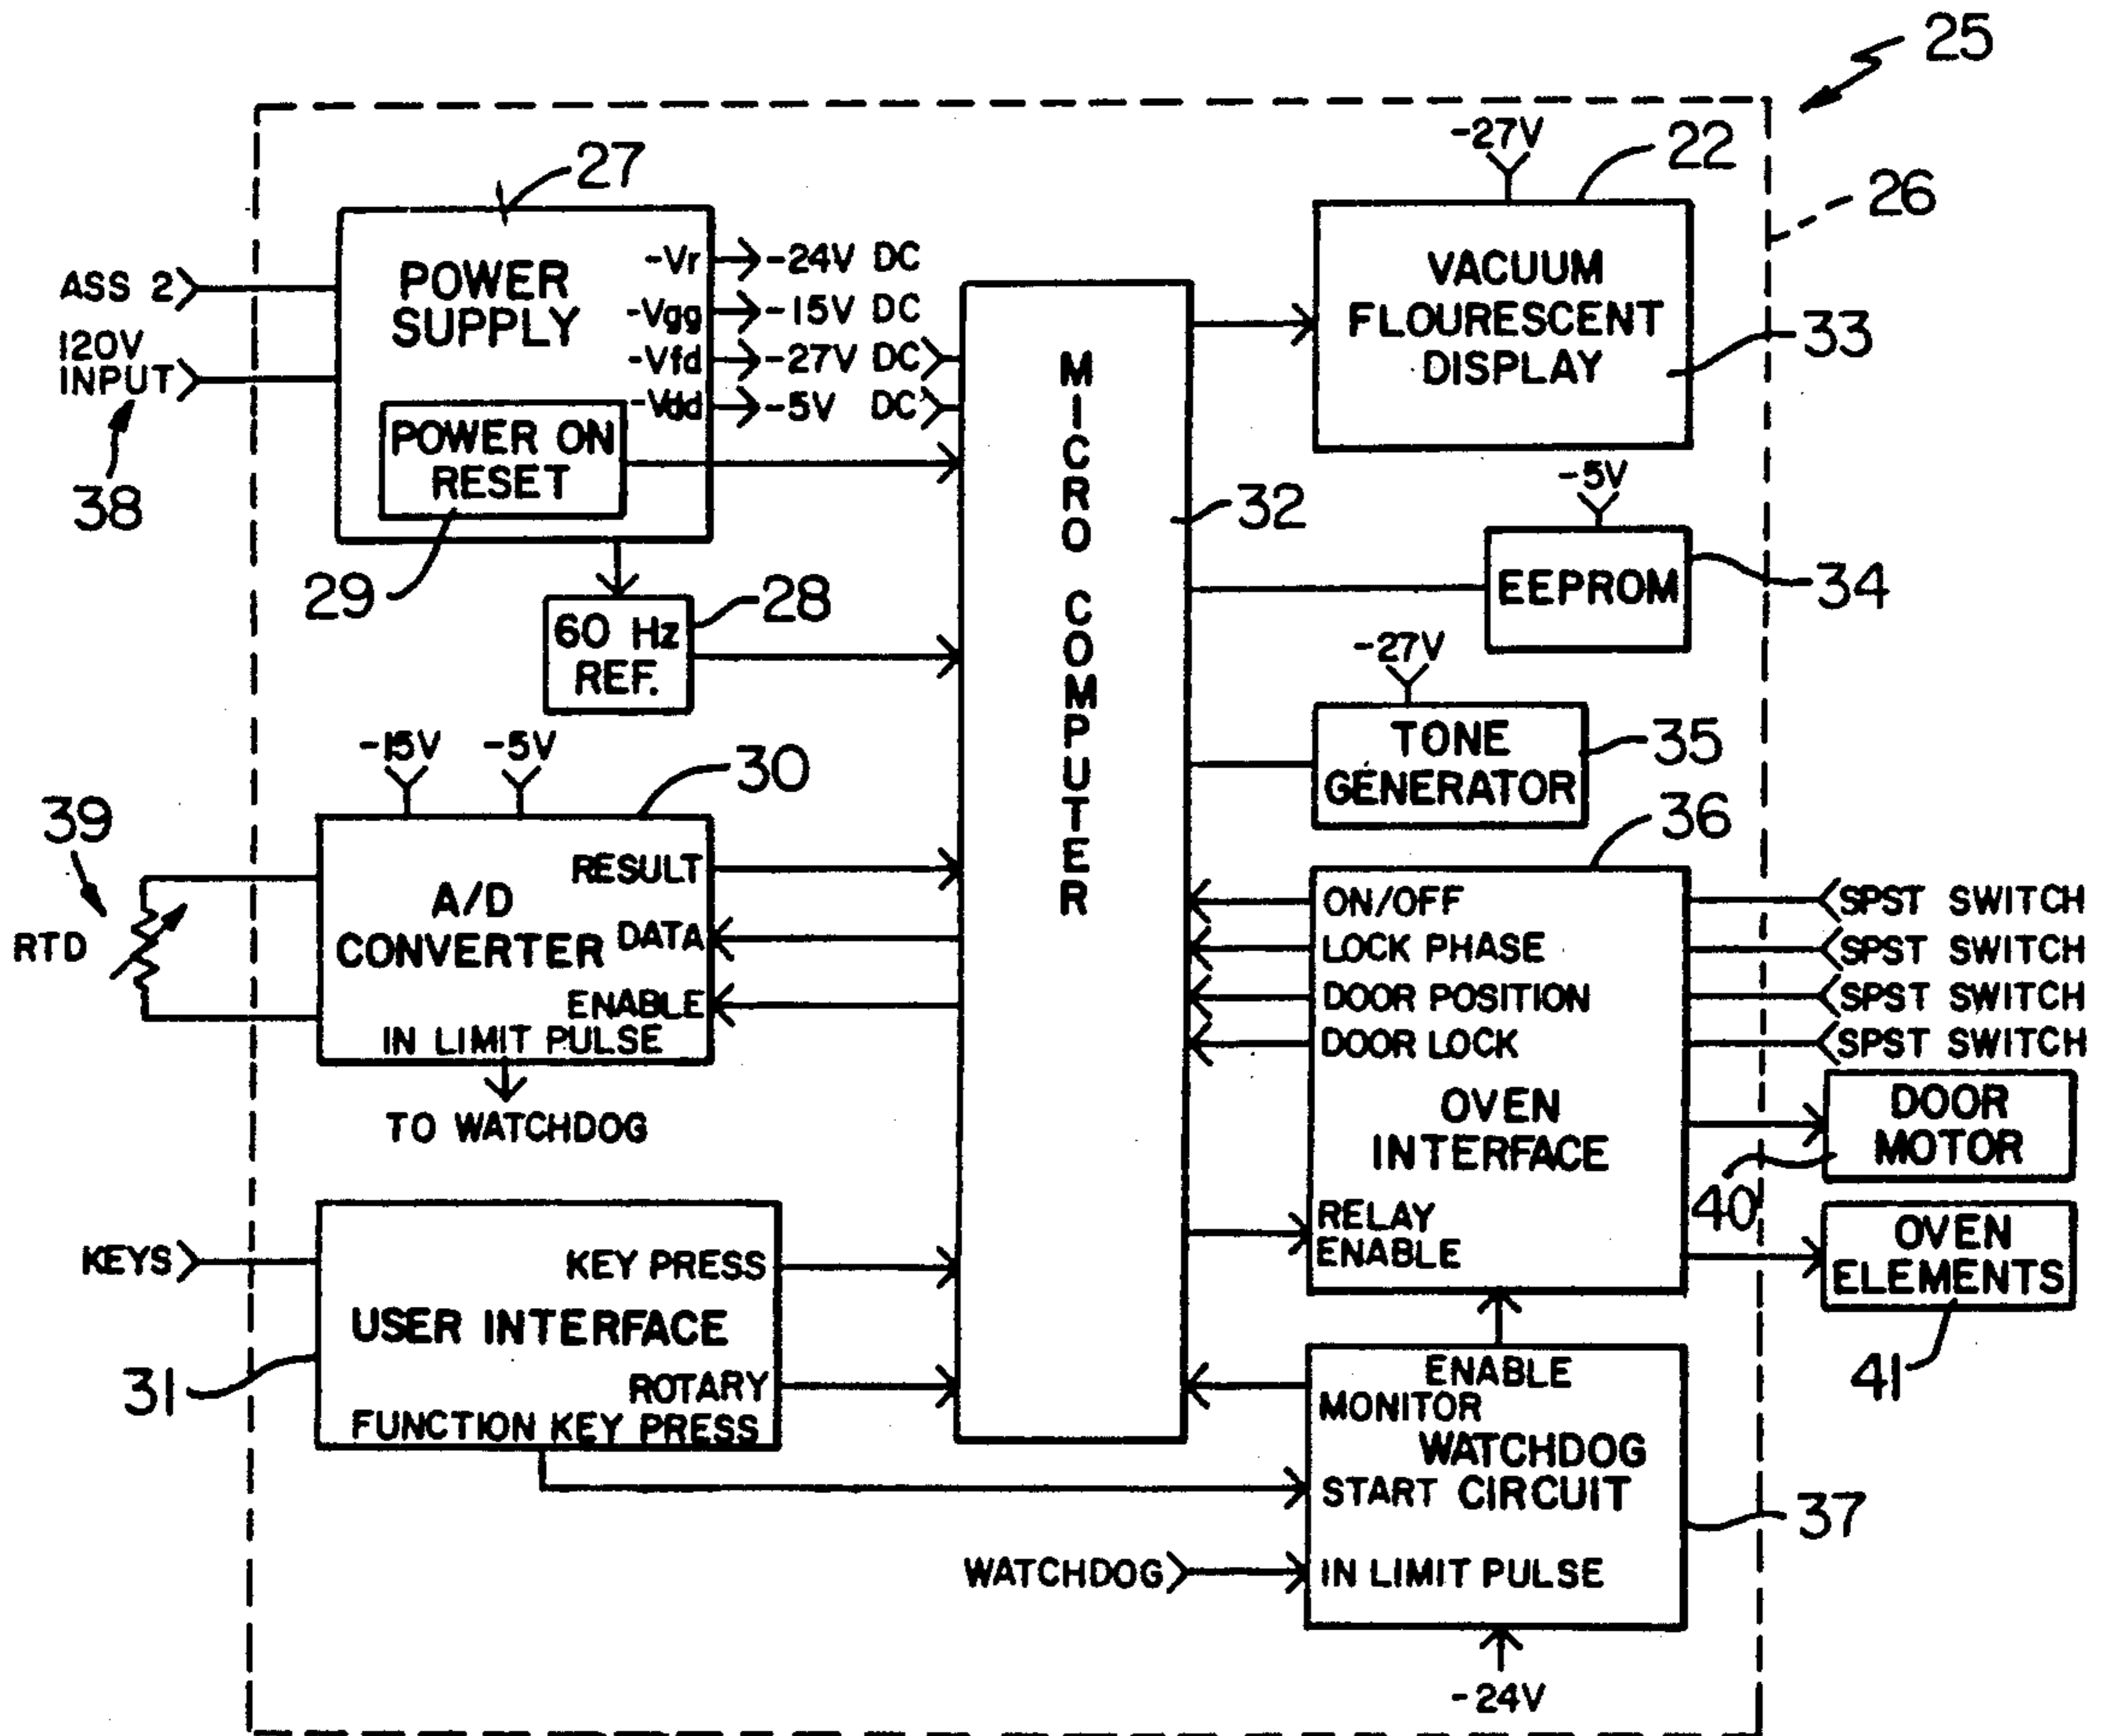 25
-27V
22
27
26
ASS 2
POWER
SUPPLY
-Vr
-24V DC
-Vgg
-15V DC
-Vfd
-27V DC
-Vdd
-5V DC
120V
INPUT
38
POWER ON
RESET
29
60 Hz
REF.
28
MICRO COMPUTER
32
VACUUM
FLOURESCENT
DISPLAY
33
-5V
EEPROM
34
-27V
TONE
GENERATOR
35
-15V
-5V
30
39
RTD
RESULT
A/D
CONVERTER
DATA
ENABLE
IN LIMIT PULSE
TO WATCHDOG
36
ON/OFF
SPST SWITCH
LOCK PHASE
SPST SWITCH
DOOR POSITION
SPST SWITCH
DOOR LOCK
SPST SWITCH
OVEN
INTERFACE
DOOR
MOTOR
40
RELAY
ENABLE
OVEN
ELEMENTS
41
KEYS
KEY PRESS
USER INTERFACE
31
ROTARY
FUNCTION KEY PRESS
ENABLE
MONITOR
WATCHDOG
START CIRCUIT
37
WATCHDOG
IN LIMIT PULSE
-24V